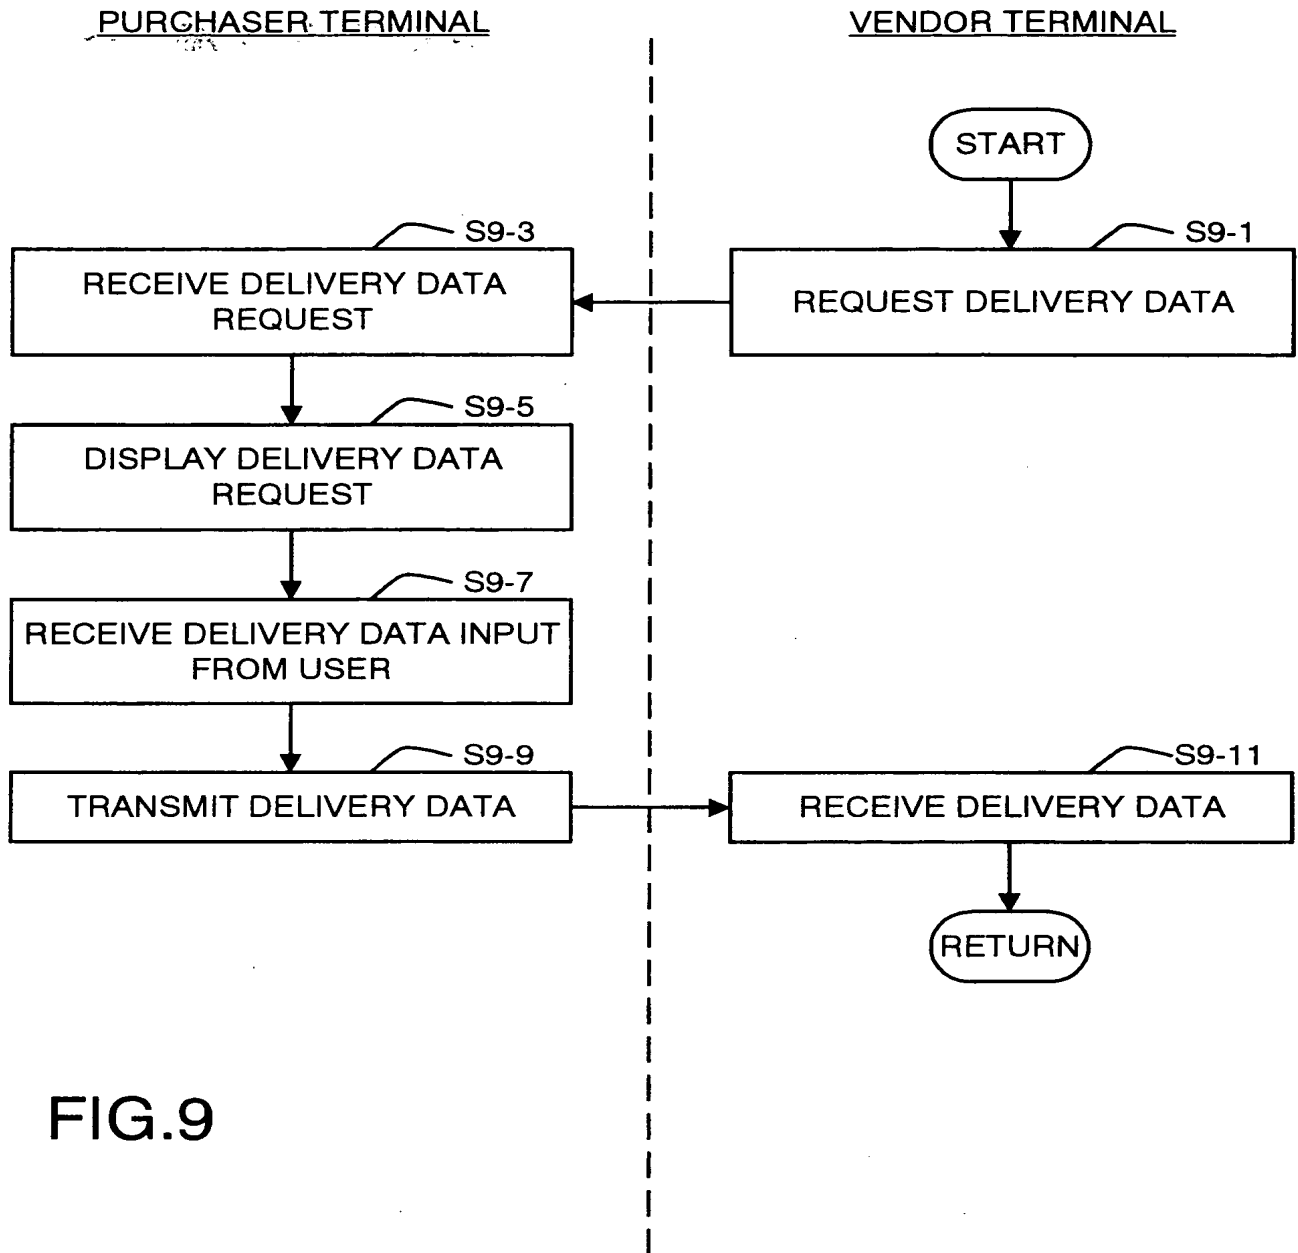 PURCHASER TERMINAL
VENDOR TERMINAL
START
S9-3
S9-1
RECEIVE DELIVERY DATA
REQUEST
REQUEST DELIVERY DATA
S9-5
DISPLAY DELIVERY DATA
REQUEST
S9-7
RECEIVE DELIVERY DATA INPUT
FROM USER
S9-9
S9-11
TRANSMIT DELIVERY DATA
RECEIVE DELIVERY DATA
RETURN
FIG.9